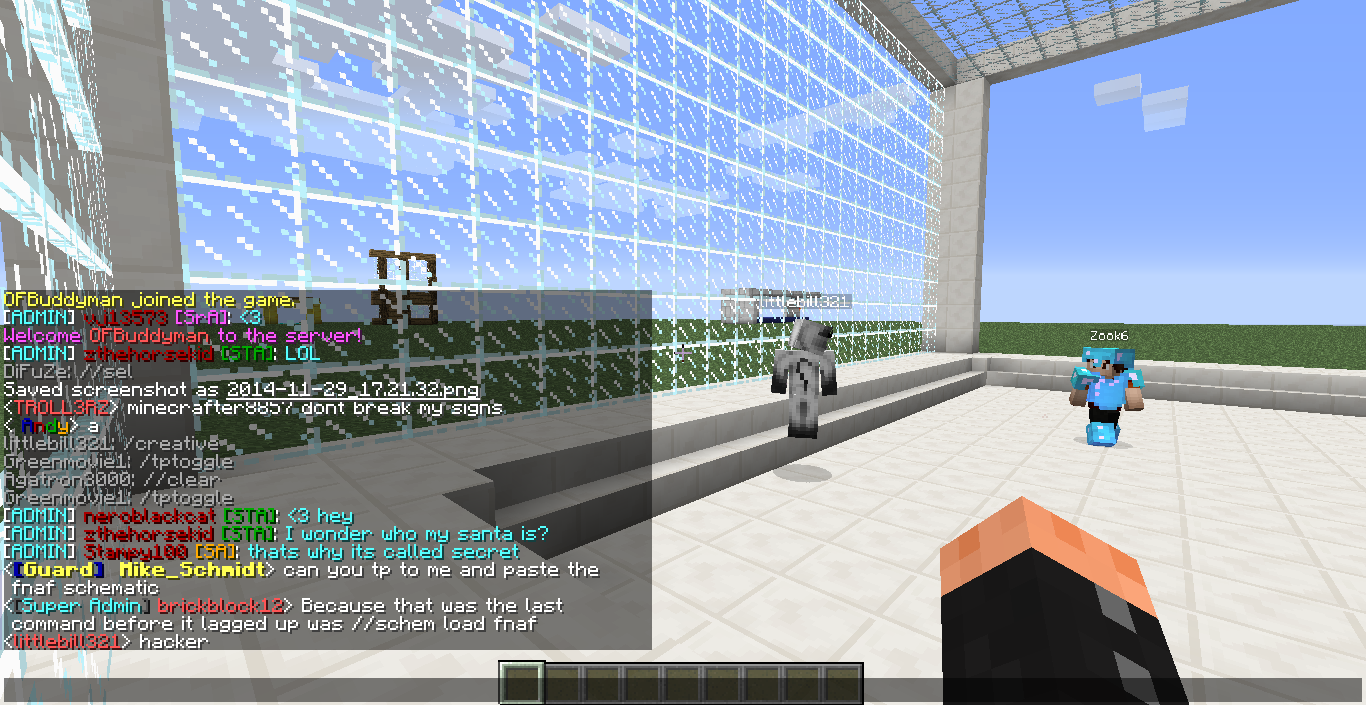 littlebill321
Zook6
OFBuddyman joined the game.
[ADMIN] vji3573 [SrA]: <3
Welcome OFBuddyman to the server!
[ADMIN] zthehorsekid [STA]: LOL
DiFuZe: //sel
Saved screenshot as 2014-11-29_17.21.32.png
<TROLL3RZ> minecrafter8857 dont break my signs
< Andy> a
littlebill321: /creative
Greenmovie1: /tptoggle
Agatron3000: //clear
Greenmovie1: /tptoggle
[ADMIN] neroblackcat [STA]: <3 hey
[ADMIN] zthehorsekid [STA]: I wonder who my santa is?
[ADMIN] Stampy100 [SA]: thats why its called secret
<[Guard] Mike_Schmidt> can you tp to me and paste the
fnaf schematic
<[Super Admin] brickblock12> Because that was the last
command before it lagged up was //schem load fnaf
<littlebill321> hacker